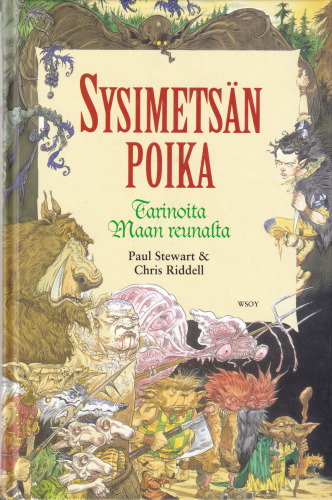 SYSIMETSÄN
POIKA
Tarinoita
Maan reunalta
Paul Stewart &
Chris Riddell
WSOY